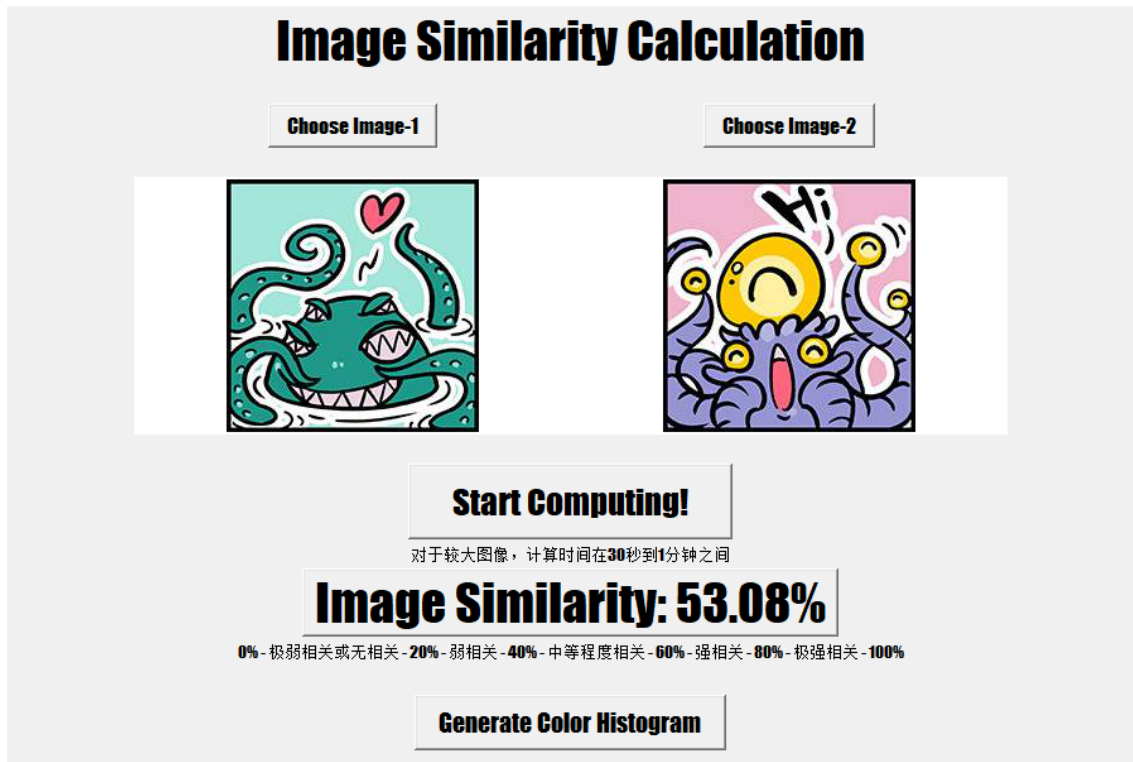 Image Similarity Calculation
Choose Image-1
Choose Image-2
Hi
Start Computing!
对于较大图像，计算时间在30秒到1分钟之间
Image Similarity: 53.08%
0%-极弱相关或无相关-20%-弱相关-40%-中等程度相关-60%-强相关-80%-极强相关-100%
Generate Color Histogram